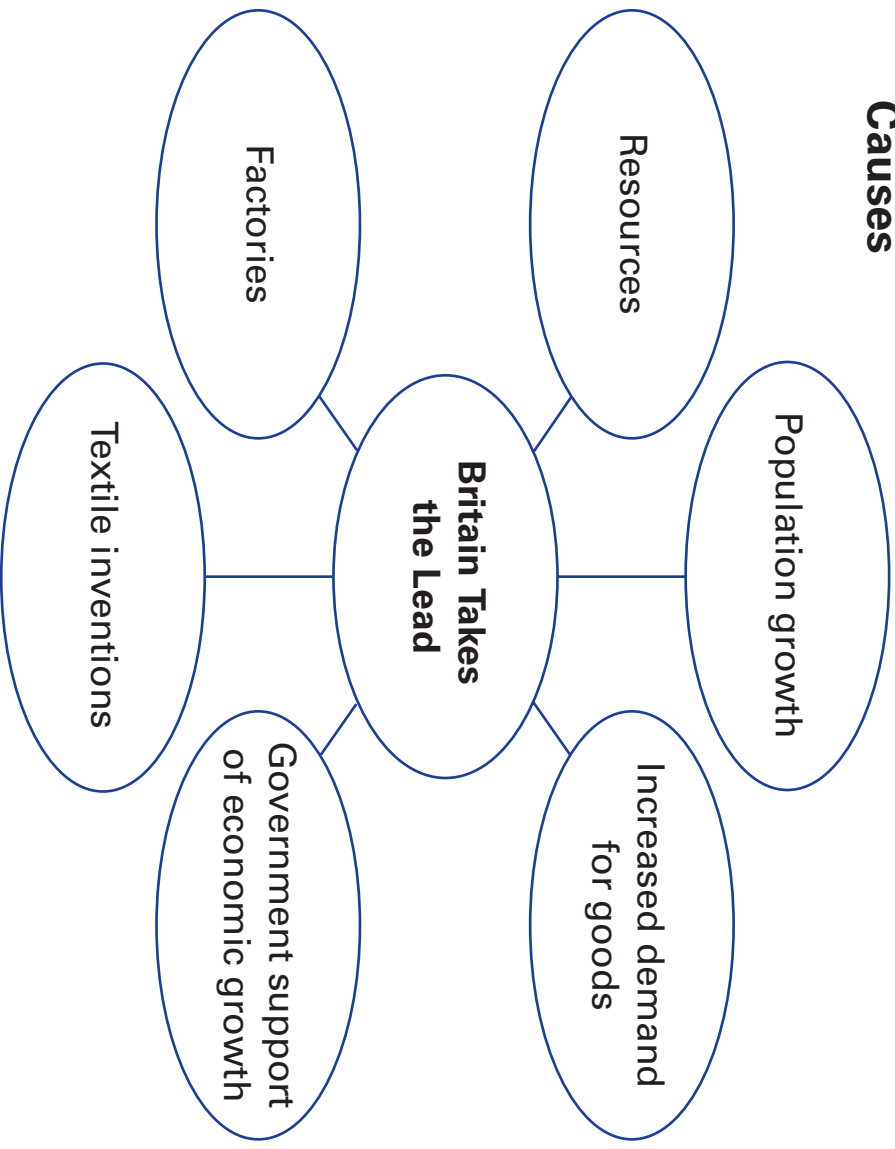 Causes
Population growth
Resources
Increased demand
for goods
Britain Takes
the Lead
Factories
Government support
of economic growth
Textile inventions